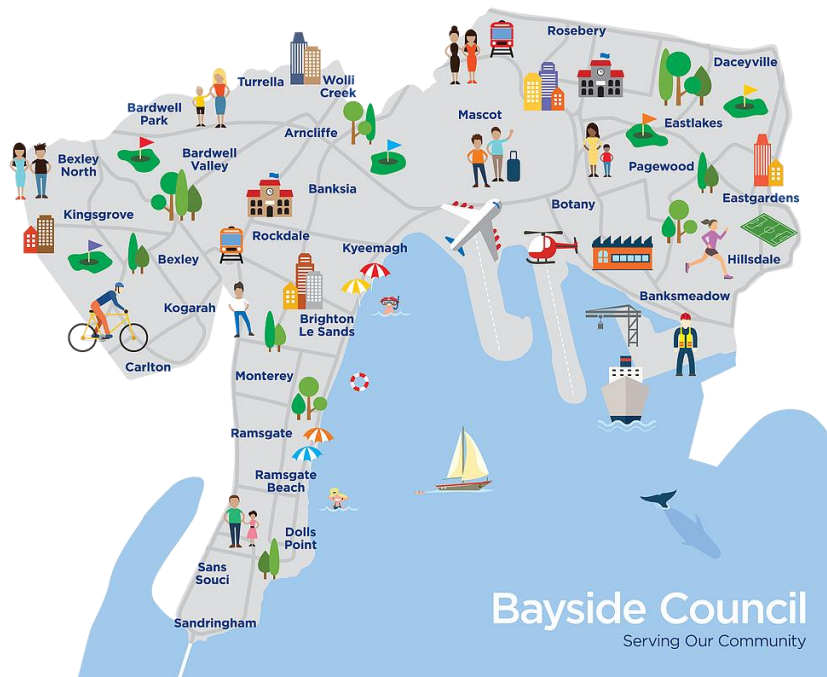 Rosebery
Daceyville
Turrella
Wolli
Creek
Bardwell
Park
Mascot
Arncliffe
Eastlakes
Bexley
North
Bardwell
Valley
Pagewood
Banksia
Eastgardens
Kingsgrove
Botany
Rockdale
Kyeemagh
Bexley
Hillsdale
Kogarah
Banksmeadow
Brighton
Le Sands
Carlton
Monterey
Ramsgate
Ramsgate
Beach
Dolls
Point
Sans
Souci
Sandringham
Bayside Council
Serving Our Community